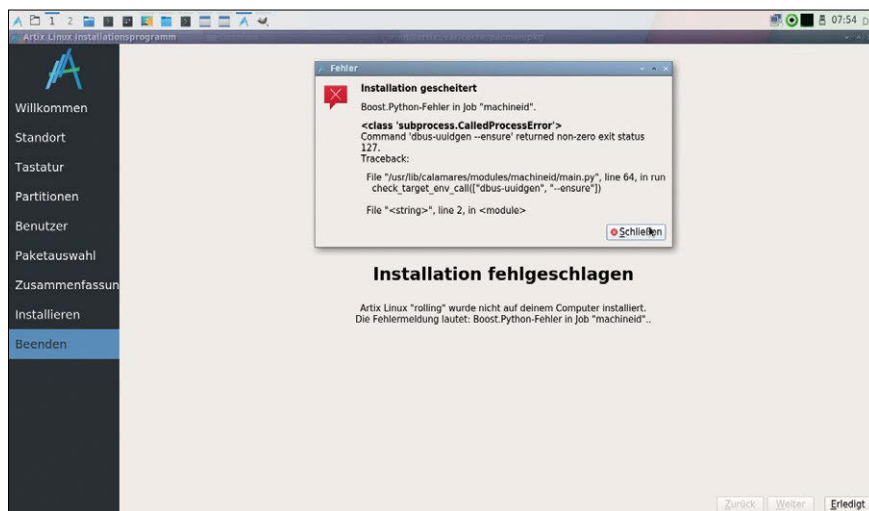 1 2
07:54
Artix Linux Installationsprogramm
Willkommen
Standort
Tastatur
Partitionen
Benutzer
Paketauswahl
Zusammenfassun
Installieren
Beenden
Fehler
Installation gescheitert
Boost.Python-Fehler in Job "machineid".
<class 'subprocess.CalledProcessError'>
Command 'dbus-uuidgen --ensure' returned non-zero exit status
127.
Traceback:
File "/usr/lib/calamares/modules/machineid/main.py", line 64, in run
check_target_env_call(["dbus-uuidgen", "--ensure"])
File "<string>", line 2, in <module>
Schließen
Installation fehlgeschlagen
Artix Linux "rolling" wurde nicht auf deinem Computer installiert.
Die Fehlermeldung lautet: Boost.Python-Fehler in Job "machineid"..
Zurück Weiter Erledigt